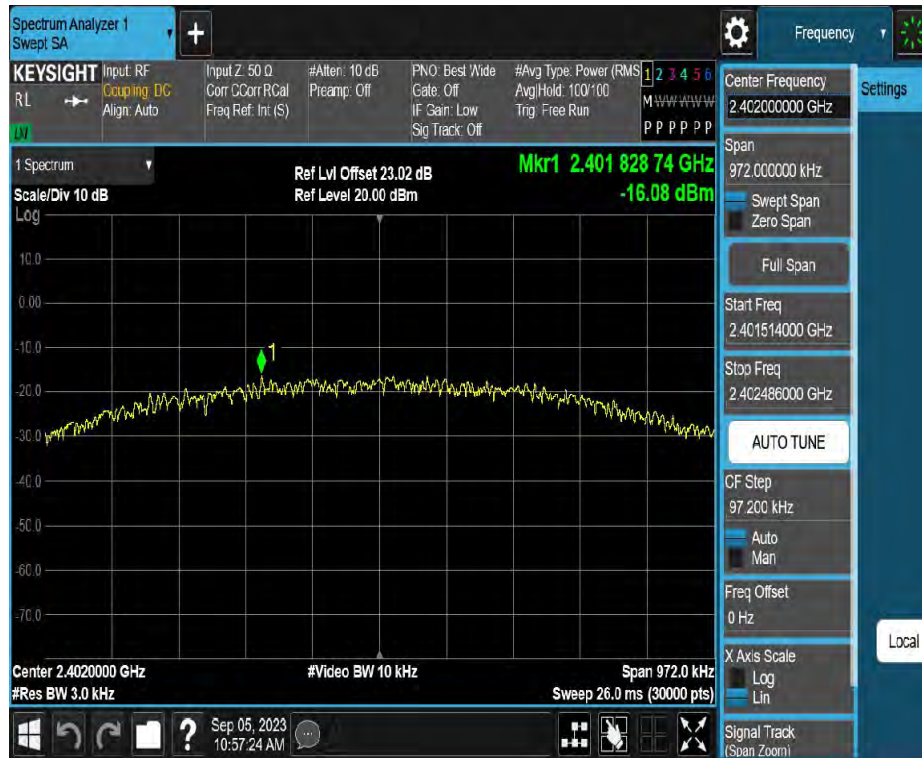 Spectrum Analyzer 1
Swept SA
+
Frequency
KEYSIGHT
RL
Input: RF
Coupling: DC
Align: Auto
Input Z: 50 Ω
Corr CCorr RCal
Freq Ref: Int (S)
#Atten: 10 dB
Preamp: Off
PNO: Best Wide
Gate: Off
IF Gain: Low
Sig Track: Off
#Avg Type: Power (RMS
Avg|Hold: 100/100
Trig: Free Run
1 2 3 4 5 6
M W W W W W
P P P P P P
Center Frequency
2.402000000 GHz
Settings
1 Spectrum
Scale/Div 10 dB
Log
Ref Lvl Offset 23.02 dB
Ref Level 20.00 dBm
Mkr1 2.401 828 74 GHz
-16.08 dBm
Span
972.000000 kHz
Swept Span
Zero Span
Full Span
Start Freq
2.401514000 GHz
Stop Freq
2.402486000 GHz
AUTO TUNE
CF Step
97.200 kHz
Auto
Man
Freq Offset
0 Hz
X Axis Scale
Log
Lin
Signal Track
(Span Zoom)
Local
10.0
0.00
-10.0
1
-20.0
-30.0
-40.0
-50.0
-60.0
-70.0
Center 2.4020000 GHz
#Video BW 10 kHz
Span 972.0 kHz
#Res BW 3.0 kHz
Sweep 26.0 ms (30000 pts)
?
Sep 05, 2023
10:57:24 AM